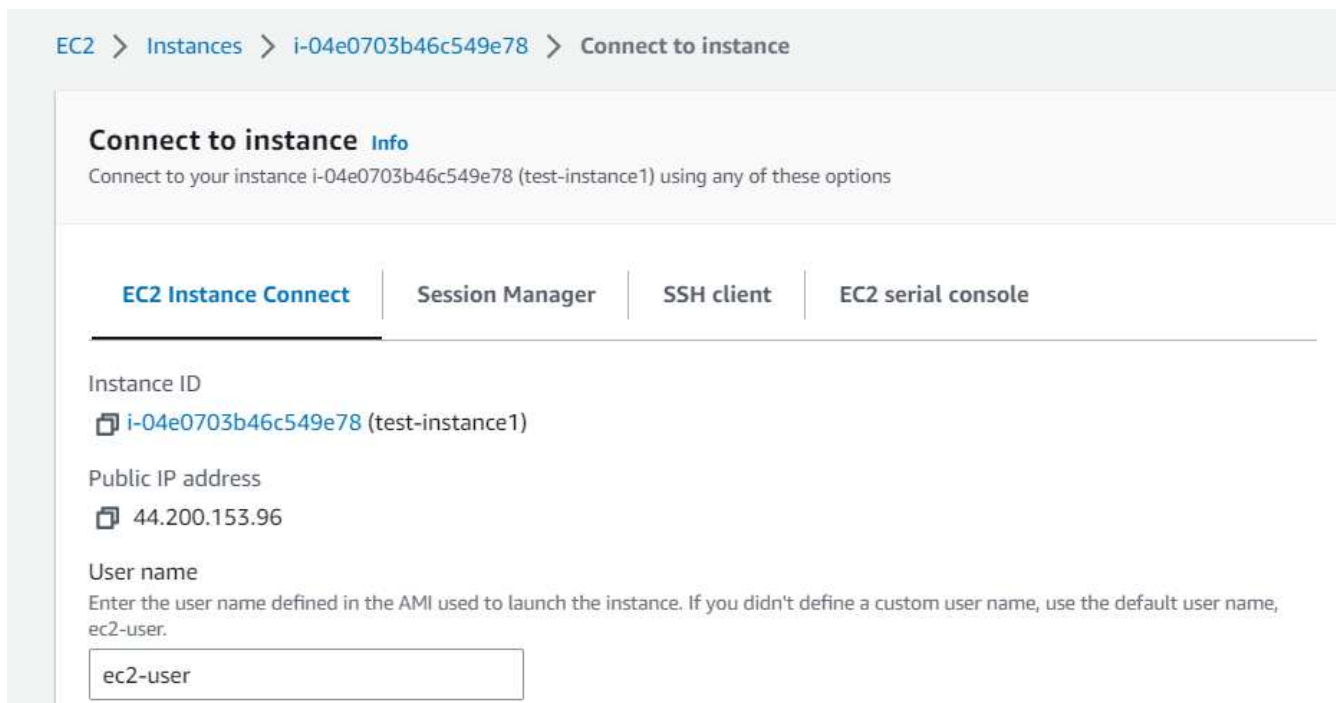 EC2 > Instances > i-04e0703b46c549e78 > Connect to instance
Connect to instance Info
Connect to your instance i-04e0703b46c549e78 (test-instance1) using any of these options
EC2 Instance Connect Session Manager SSH client EC2 serial console
Instance ID
i-04e0703b46c549e78 (test-instance1)
Public IP address
44.200.153.96
User name
Enter the user name defined in the AMI used to launch the instance. If you didn't define a custom user name, use the default user name,
ec2-user.
ec2-user